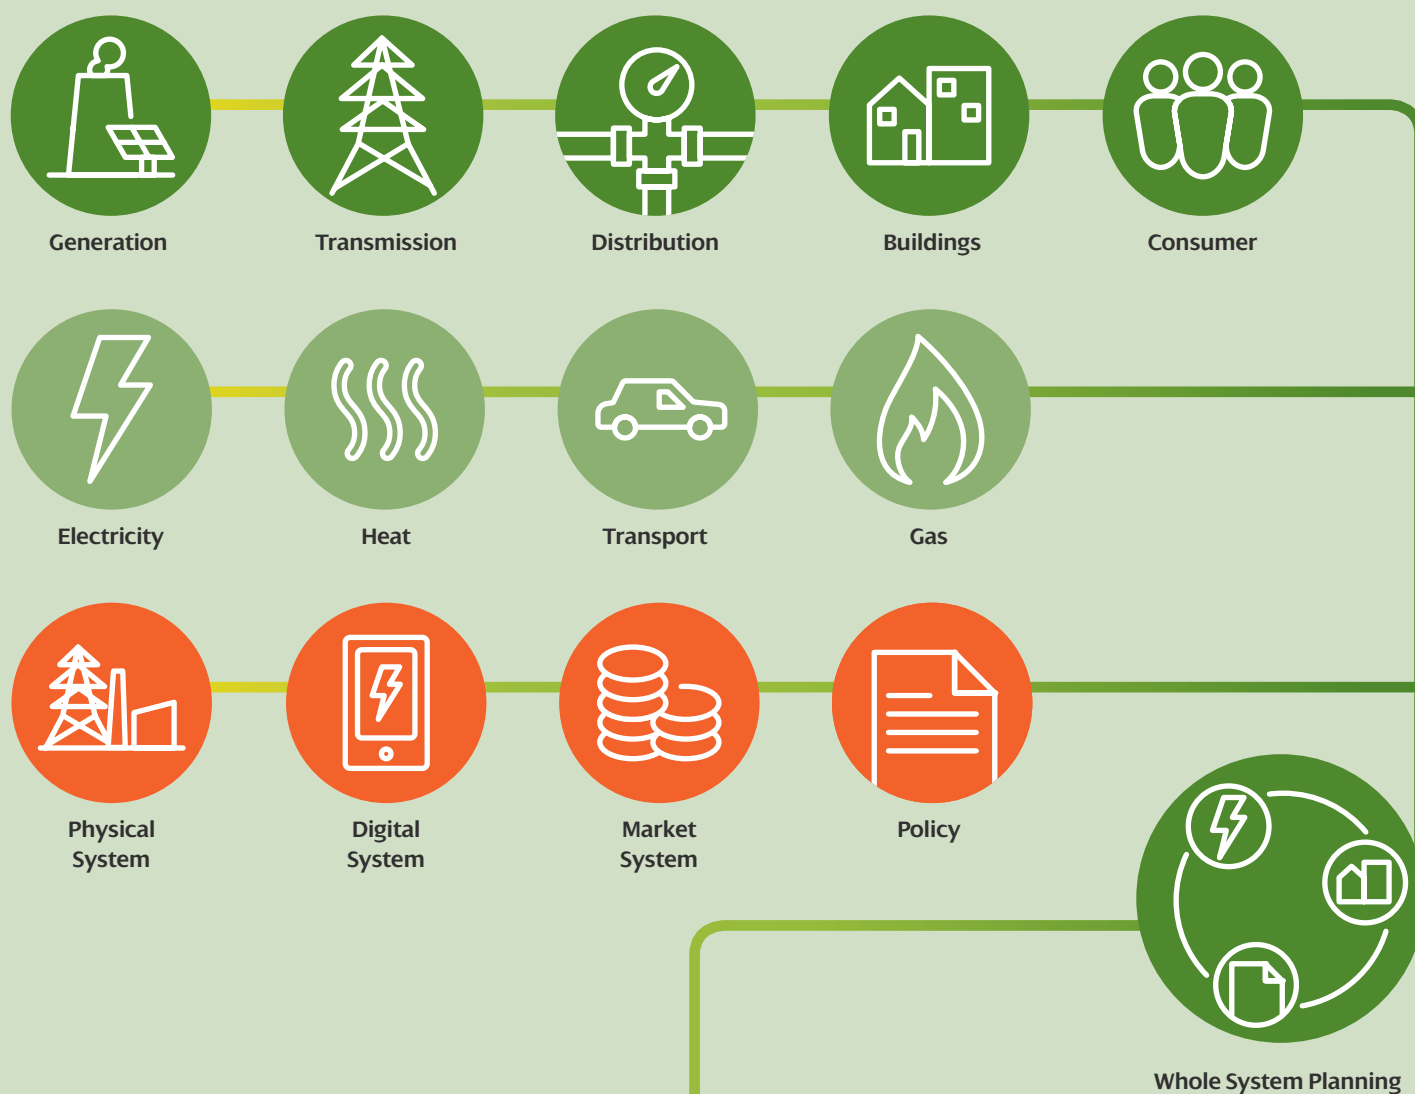 Generation
Transmission
Distribution
Buildings
Consumer
Electricity
Heat
Transport
Gas
Physical
System
Digital
System
Market
System
Policy
Whole System Planning